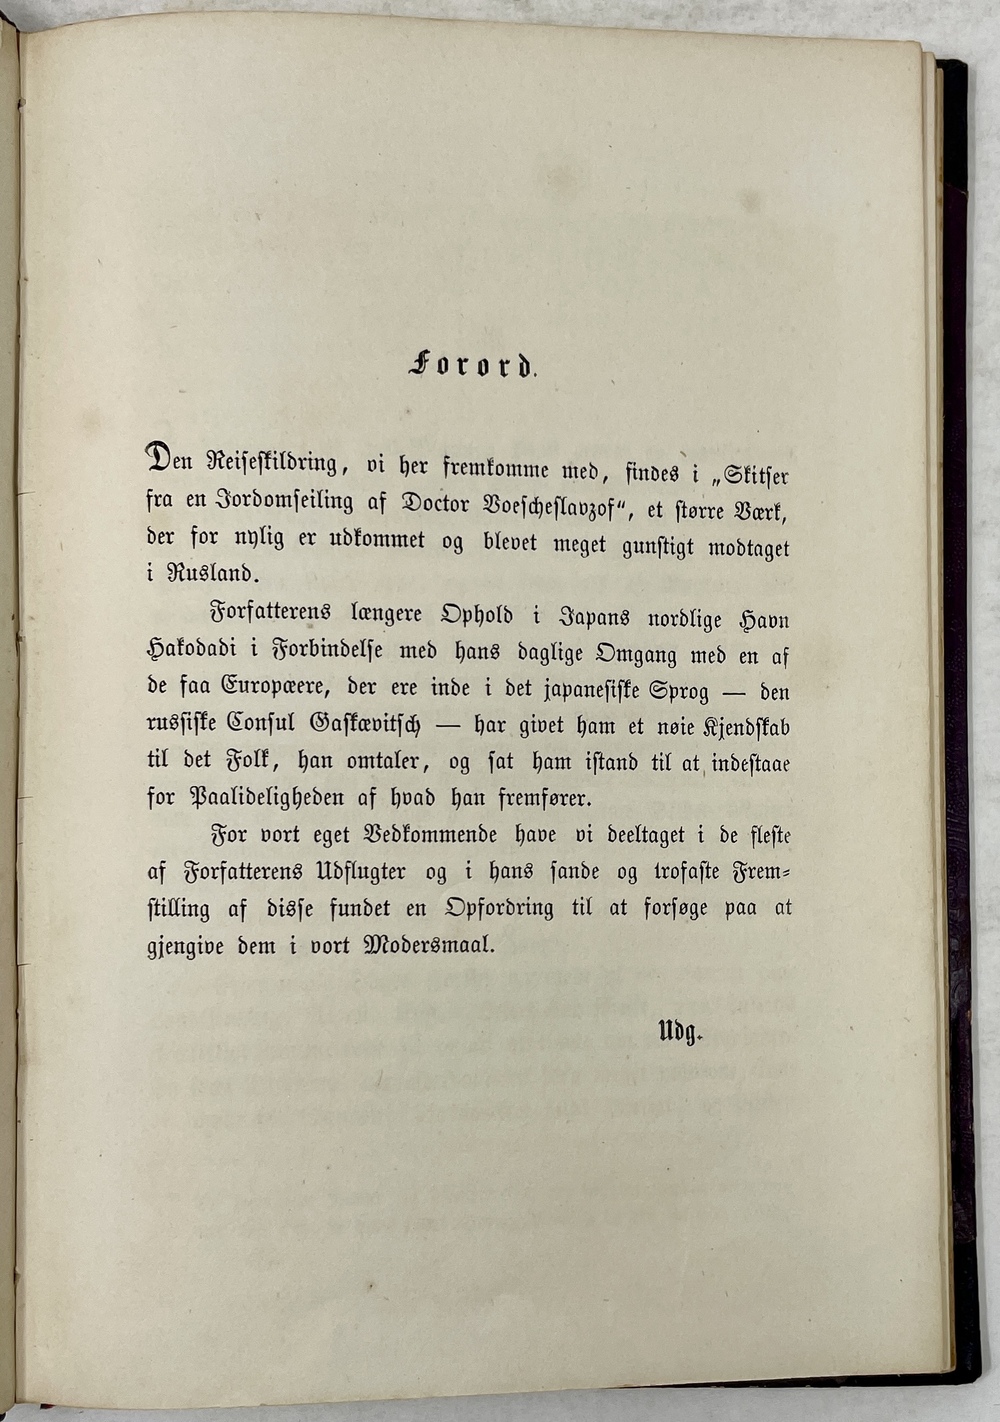 Forord.
Den Reiseskildring, vi her fremkomme med, findes i „Skitser
fra en Jordomseiling af Doctor Voescheslavzof“, et større Værk,
der for nylig er udkommet og blevet meget gunstigt modtaget
i Rusland.
Forfatterens længere Ophold i Japans nordlige Havn
Hakodadi i Forbindelse med hans daglige Omgang med en af
de faa Europæere, der ere inde i det japanesiske Sprog — den
russiske Consul Gaskævitsch — har givet ham et nøie Kjendskab
til det Folk, han omtaler, og sat ham istand til at indestaae
for Paalideligheden af hvad han fremfører.
For vort eget Vedkommende have vi deeltaget i de fleste
af Forfatterens Udflugter og i hans sande og trofaste Frem-
stilling af disse fundet en Opfordring til at forsøge paa at
gjengive dem i vort Modersmaal.
Udg.